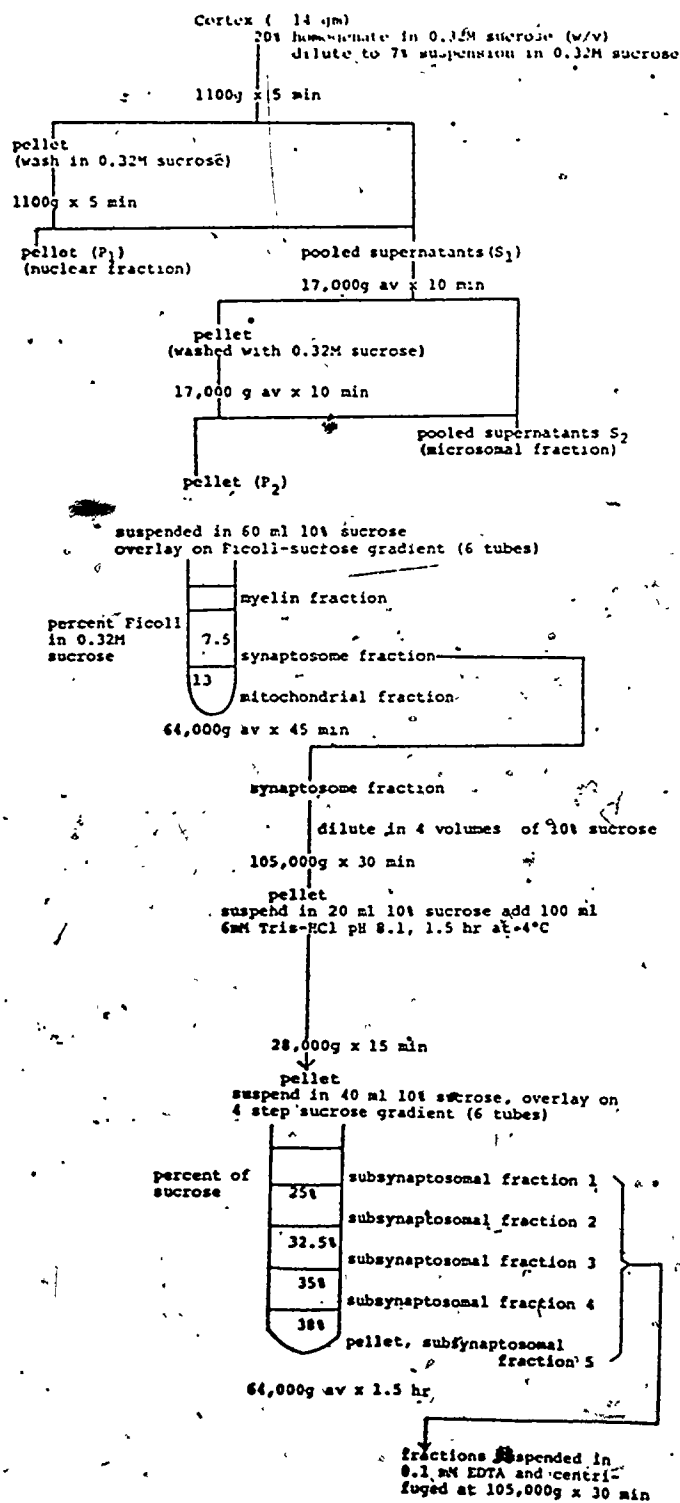 Cortex ( 14 gm)
20% homogenate in 0.32M sucrose (w/v)
dilute to 7% suspension in 0.32M sucrose
1100g x 5 min
pellet
(wash in 0.32M sucrose)
1100g x 5 min
pellet (P1)
(nuclear fraction)
pooled supernatants (S1)
17,000g av x 10 min
pellet
(washed with 0.32M sucrose)
17,000 g av x 10 min
pooled supernatants S2
(microsomal fraction)
pellet (P2)
suspended in 60 ml 10% sucrose
overlay on Ficoll-sucrose gradient (6 tubes)
myelin fraction
percent Ficoll
in 0.32M
sucrose
7.5
synaptosome fraction
13
mitochondrial fraction
64,000g av x 45 min
synaptosome fraction
dilute in 4 volumes of 10% sucrose
105,000g x 30 min
pellet
suspend in 20 ml 10% sucrose add 100 ml
6mM Tris-HCl pH 8.1, 1.5 hr at 4°C
28,000g x 15 min
pellet
suspend in 40 ml 10% sucrose, overlay on
4 step sucrose gradient (6 tubes)
percent of
sucrose
subsynaptosomal fraction 1
25%
subsynaptosomal fraction 2
32.5%
subsynaptosomal fraction 3
35%
subsynaptosomal fraction 4
38%
pellet, subsynaptosomal
fraction 5
64,000g av x 1.5 hr
fractions suspended in
0.1 mM EDTA and centri-
fuged at 105,000g x 30 min